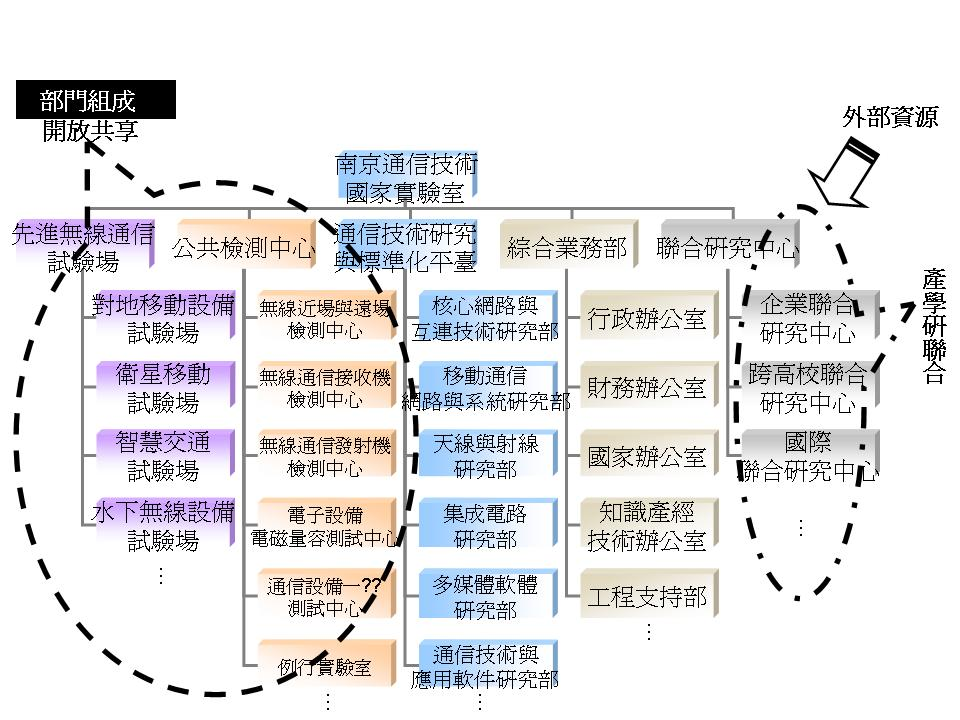 部門組成
開放共享
外部資源
南京通信技術
國家實驗室
先進無線通信
試驗場
公共檢測中心
通信技術研究
與標準化平臺
綜合業務部
聯合研究中心
產學研聯合
對地移動設備
試驗場
衛星移動
試驗場
智慧交通
試驗場
水下無線設備
試驗場
⋮
無線近場與遠場
檢測中心
無線通信接收機
檢測中心
無線通信發射機
檢測中心
電子設備
電磁量容測試中心
通信設備一??
測試中心
例行實驗室
⋮
核心網路與
互連技術研究部
移動通信
網路與系統研究部
天線與射線
研究部
集成電路
研究部
多媒體軟體
研究部
通信技術與
應用軟件研究部
⋮
行政辦公室
財務辦公室
國家辦公室
知識產經
技術辦公室
工程支持部
⋮
企業聯合
研究中心
跨高校聯合
研究中心
國際
聯合研究中心
⋮